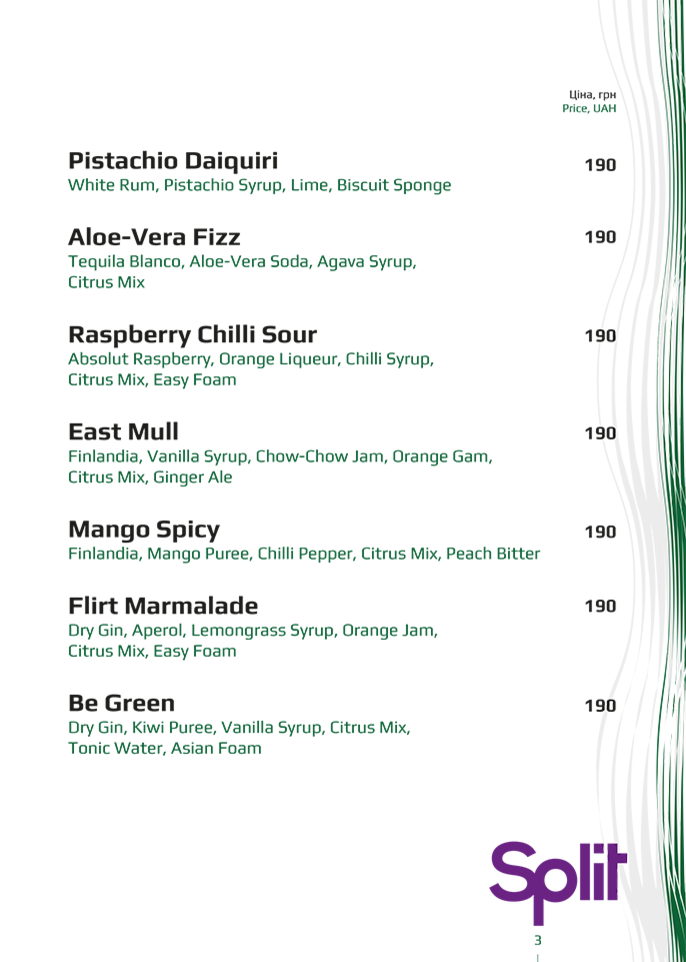 Ціна, грн
Price, UAH
Pistachio Daiquiri 190
White Rum, Pistachio Syrup, Lime, Biscuit Sponge
Aloe-Vera Fizz 190
Tequila Blanco, Aloe-Vera Soda, Agava Syrup,
Citrus Mix
Raspberry Chilli Sour 190
Absolut Raspberry, Orange Liqueur, Chilli Syrup,
Citrus Mix, Easy Foam
East Mull 190
Finlandia, Vanilla Syrup, Chow-Chow Jam, Orange Gam,
Citrus Mix, Ginger Ale
Mango Spicy 190
Finlandia, Mango Puree, Chilli Pepper, Citrus Mix, Peach Bitter
Flirt Marmalade 190
Dry Gin, Aperol, Lemongrass Syrup, Orange Jam,
Citrus Mix, Easy Foam
Be Green 190
Dry Gin, Kiwi Puree, Vanilla Syrup, Citrus Mix,
Tonic Water, Asian Foam
Split
3